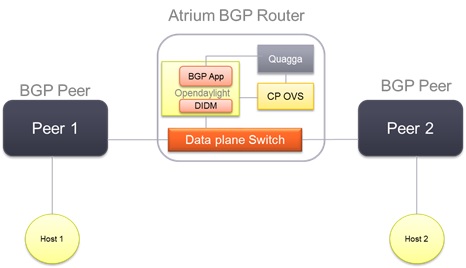 Atrium BGP Router
BGP App
Opendaylight
DIDM
Quagga
CP OVS
BGP Peer
Peer 1
Data plane Switch
BGP Peer
Peer 2
Host 1
Host 2